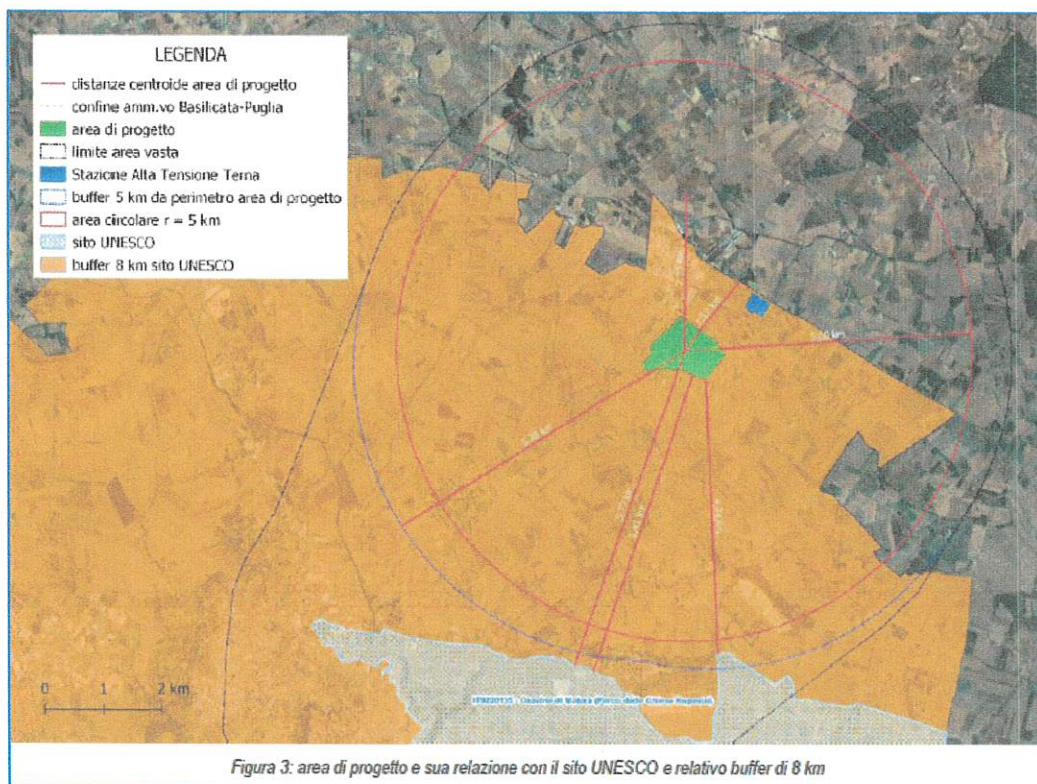 LEGENDA
distanze centroide area di progetto
confine amm.vo Basilicata-Puglia
area di progetto
limite area vasta
Stazione Alta Tensione Terna
buffer 5 km da perimetro area di progetto
area circolare r = 5 km
sito UNESCO
buffer 8 km sito UNESCO
0 1 2 km
Figura 3: area di progetto e sua relazione con il sito UNESCO e relativo buffer di 8 km